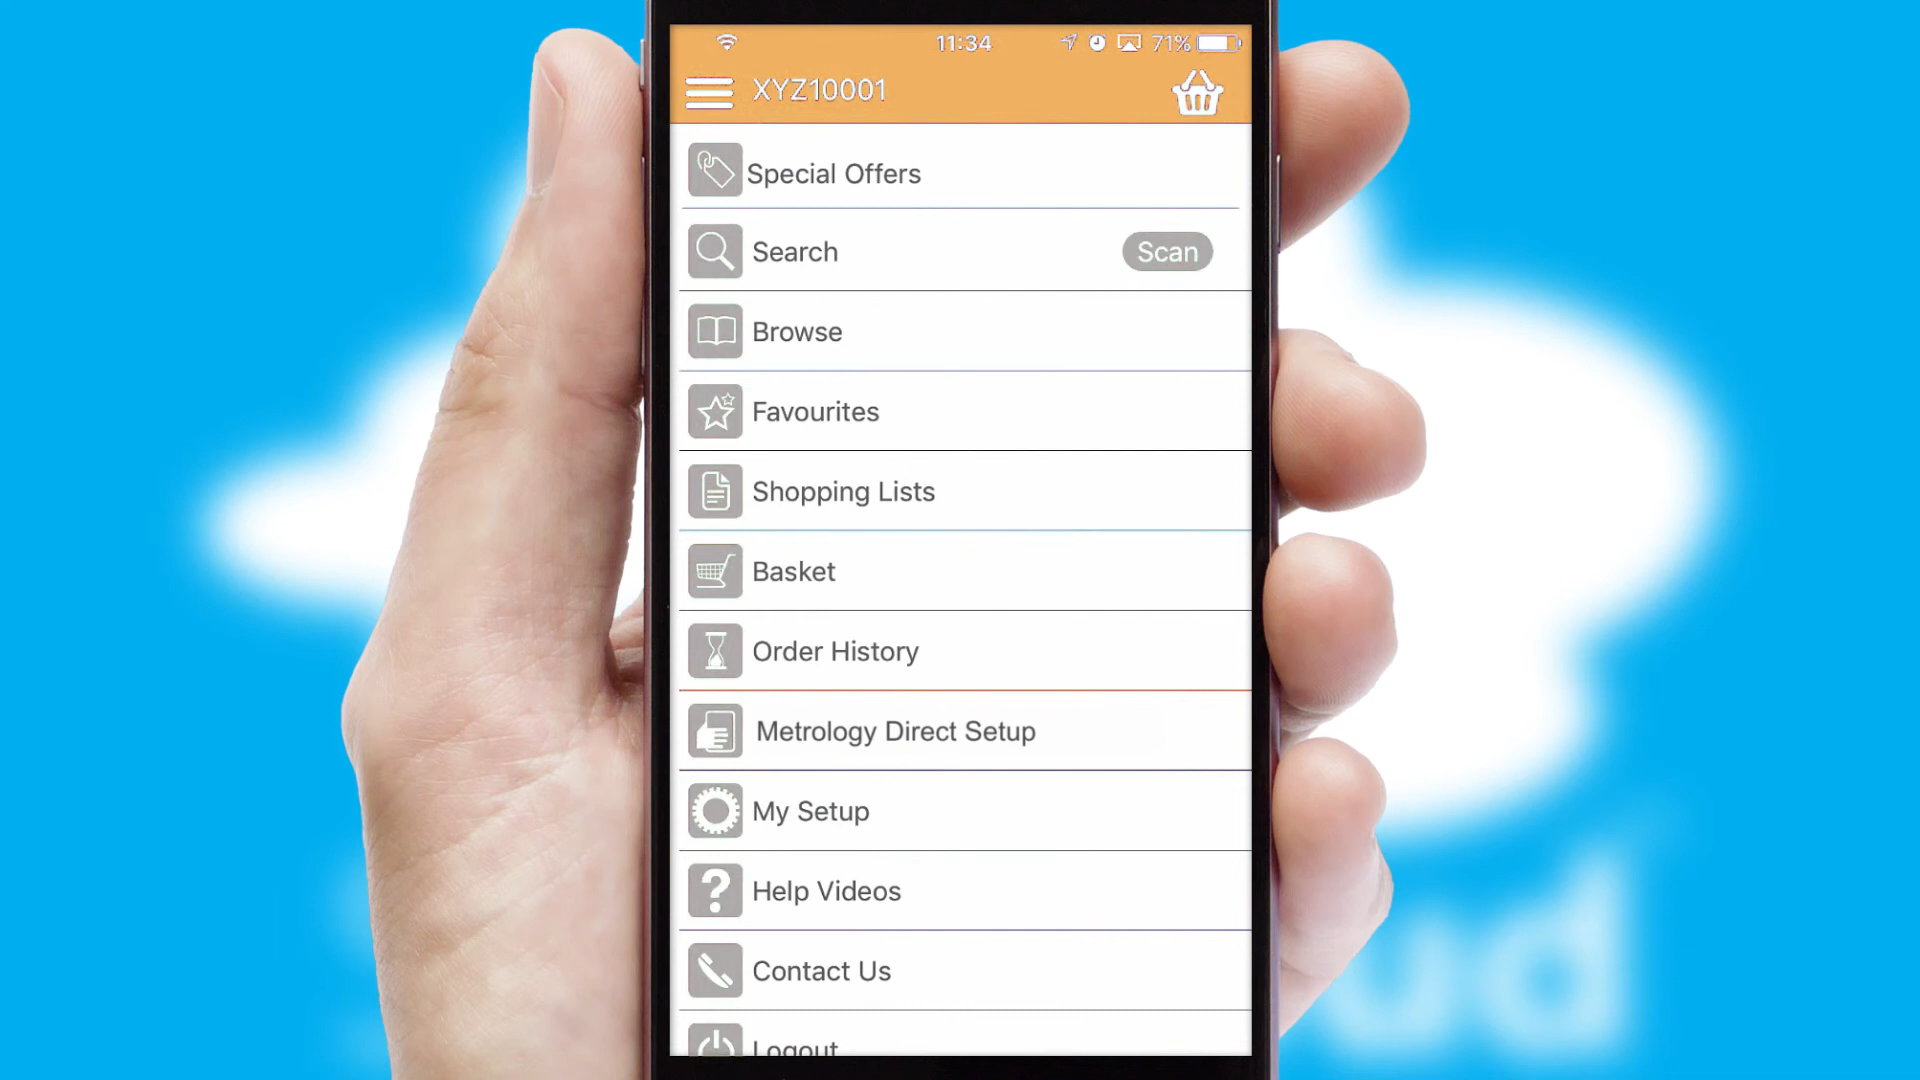 11:34
71%
XYZ10001
Special Offers
Search
Scan
Browse
Favourites
Shopping Lists
Basket
Order History
Metrology Direct Setup
My Setup
Help Videos
Contact Us
Logout